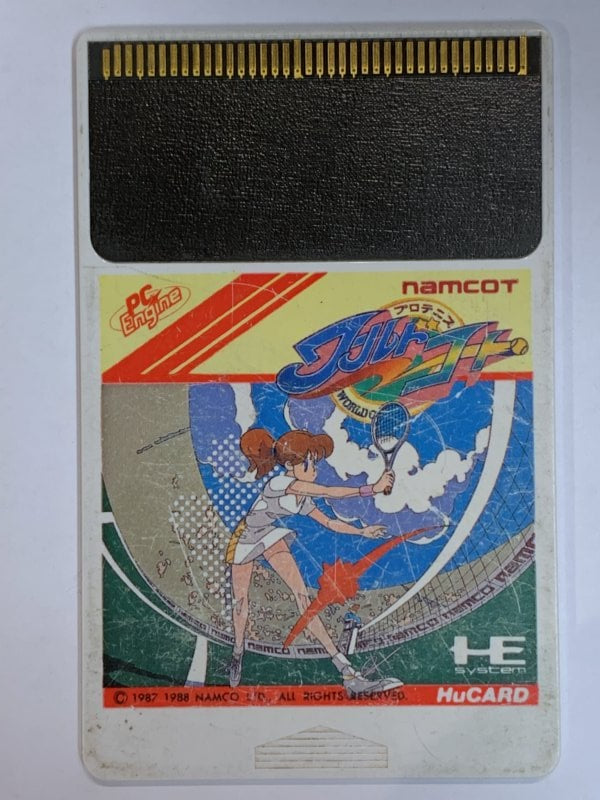 PC
Engine
namcoT
プロテニス
ワールドコート
WORLD
NAMCO NAMCO NAMCO NAMCO
HE
system
© 1987 1988 NAMCO LTD., ALL RIGHTS RESERVED.
HuCARD